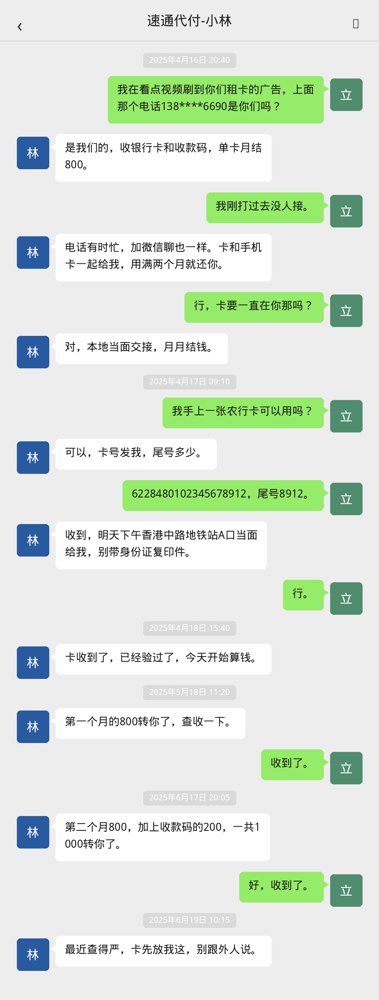 ‹
速通代付-小林
2025年4月16日 20:40
我在看点视频刷到你们租卡的广告，上面
那个电话138****6690是你们吗？
立
林
是我们的，收银行卡和收款码，单卡月结
800。
我刚打过去没人接。
立
林
电话有时忙，加微信聊也一样。卡和手机
卡一起给我，用满两个月就还你。
行，卡要一直在你那吗？
立
林
对，本地当面交接，月月结钱。
2025年4月17日 09:10
我手上一张农行卡可以用吗？
立
林
可以，卡号发我，尾号多少。
6228480102345678912，尾号8912。
立
林
收到，明天下午香港中路地铁站A口当面
给我，别带身份证复印件。
行。
立
2025年4月18日 15:40
林
卡收到了，已经验过了，今天开始算钱。
2025年5月18日 11:20
林
第一个月的800转你了，查收一下。
收到了。
立
2025年6月17日 20:05
林
第二个月800，加上收款码的200，一共1
000转你了。
好，收到了。
立
2025年6月19日 10:15
林
最近查得严，卡先放我这，别跟外人说。